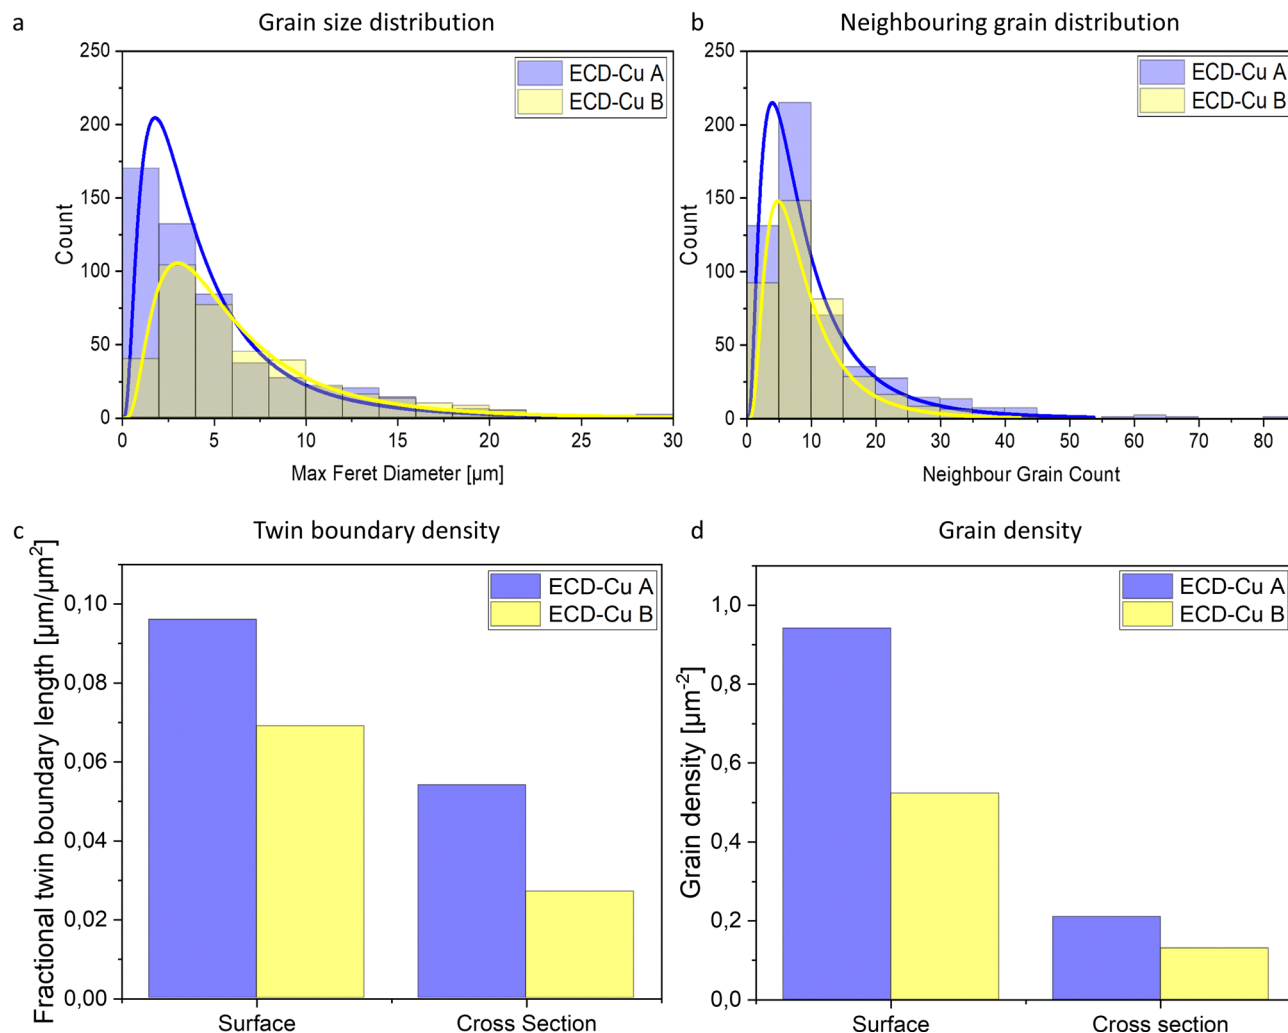 a
Grain size distribution
250
200
150
100
50
0
Count
0
5
10
15
20
25
30
Max Feret Diameter [µm]
ECD-Cu A
ECD-Cu B
b
Neighbouring grain distribution
250
200
150
100
50
0
Count
0
10
20
30
40
50
60
70
80
Neighbour Grain Count
ECD-Cu A
ECD-Cu B
c
Twin boundary density
Fractional twin boundary length [µm/µm²]
0,10
0,08
0,06
0,04
0,02
0,00
Surface
Cross Section
ECD-Cu A
ECD-Cu B
d
Grain density
Grain density [µm⁻²]
1,0
0,8
0,6
0,4
0,2
0,0
Surface
Cross Section
ECD-Cu A
ECD-Cu B